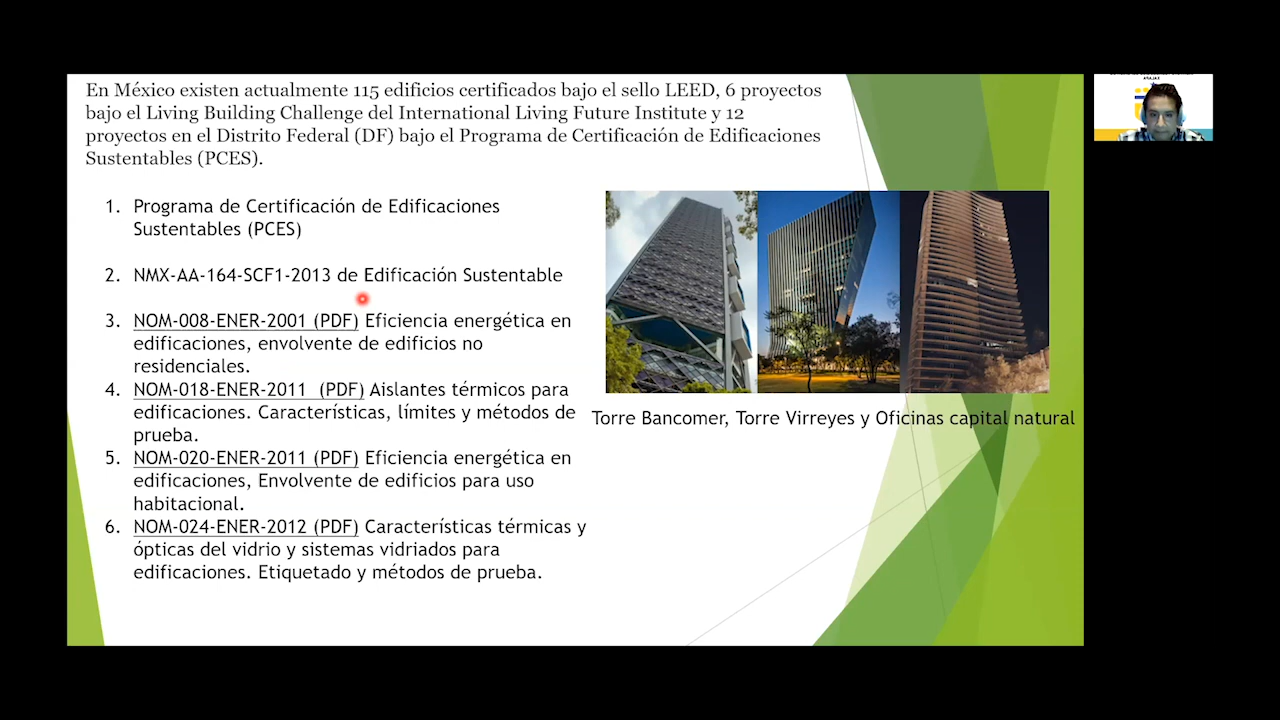 En México existen actualmente 115 edificios certificados bajo el sello LEED, 6 proyectos
bajo el Living Building Challenge del International Living Future Institute y 12
proyectos en el Distrito Federal (DF) bajo el Programa de Certificación de Edificaciones
Sustentables (PCES).
1. Programa de Certificación de Edificaciones
Sustentables (PCES)
2. NMX-AA-164-SCF1-2013 de Edificación Sustentable
3. NOM-008-ENER-2001 (PDF) Eficiencia energética en
edificaciones, envolvente de edificios no
residenciales.
4. NOM-018-ENER-2011 (PDF) Aislantes térmicos para
edificaciones. Características, límites y métodos de
prueba.
5. NOM-020-ENER-2011 (PDF) Eficiencia energética en
edificaciones, Envolvente de edificios para uso
habitacional.
6. NOM-024-ENER-2012 (PDF) Características térmicas y
ópticas del vidrio y sistemas vidriados para
edificaciones. Etiquetado y métodos de prueba.
Torre Bancomer, Torre Virreyes y Oficinas capital natural